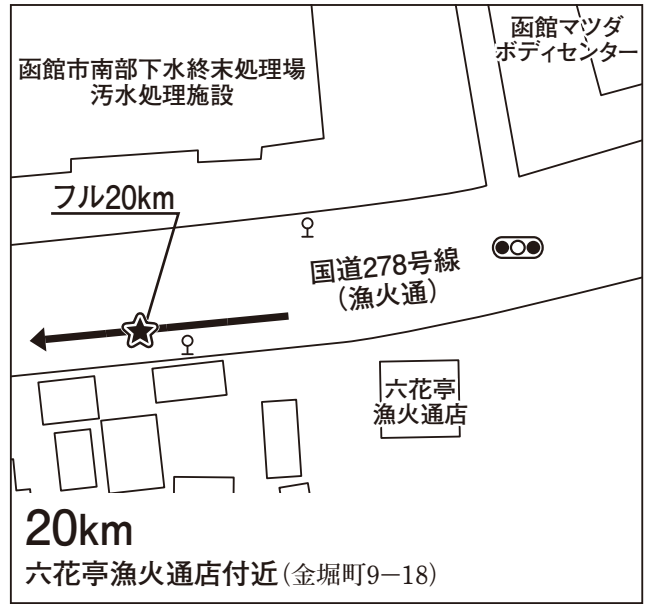 函館市南部下水終末処理場
汚水処理施設
函館マツダ
ボディセンター
フル20km
国道278号線
（漁火通）
六花亭
漁火通店
20km
六花亭漁火通店付近（金堀町9−18）